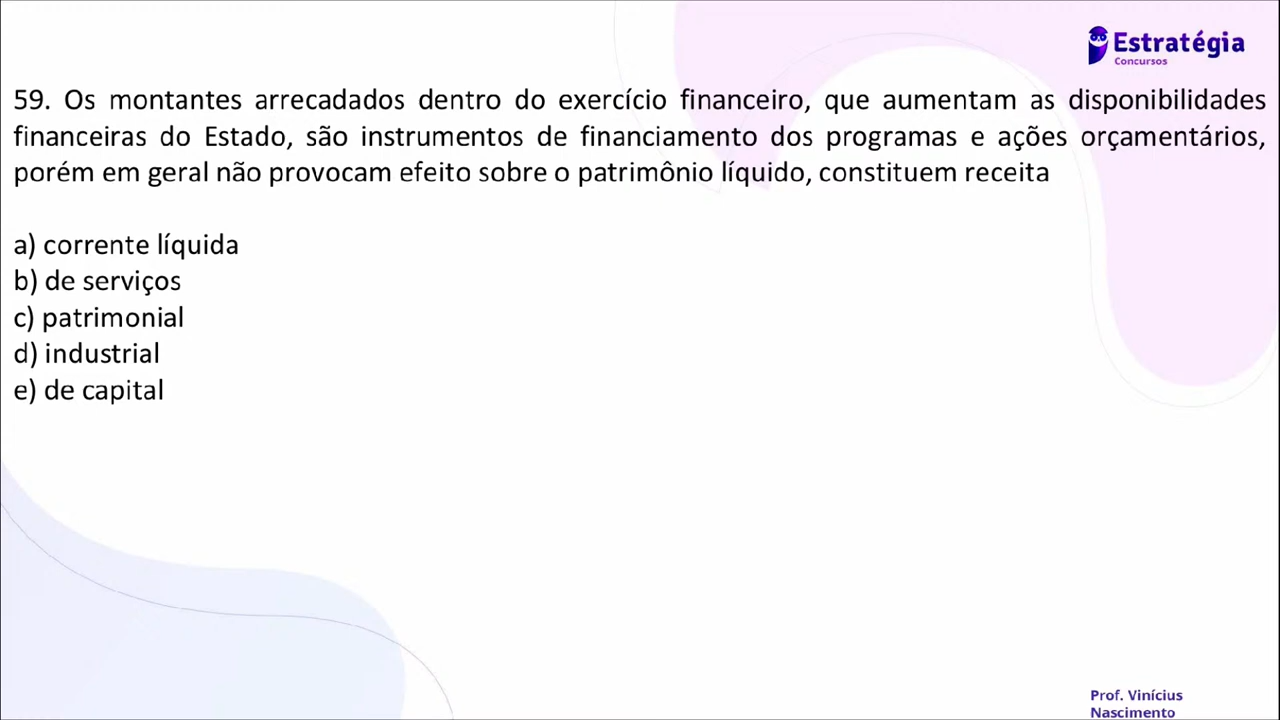 Estratégia
Concursos
59. Os montantes arrecadados dentro do exercício financeiro, que aumentam as disponibilidades
financeiras do Estado, são instrumentos de financiamento dos programas e ações orçamentários,
porém em geral não provocam efeito sobre o patrimônio líquido, constituem receita
a) corrente líquida
b) de serviços
c) patrimonial
d) industrial
e) de capital
Prof. Vinícius
Nascimento